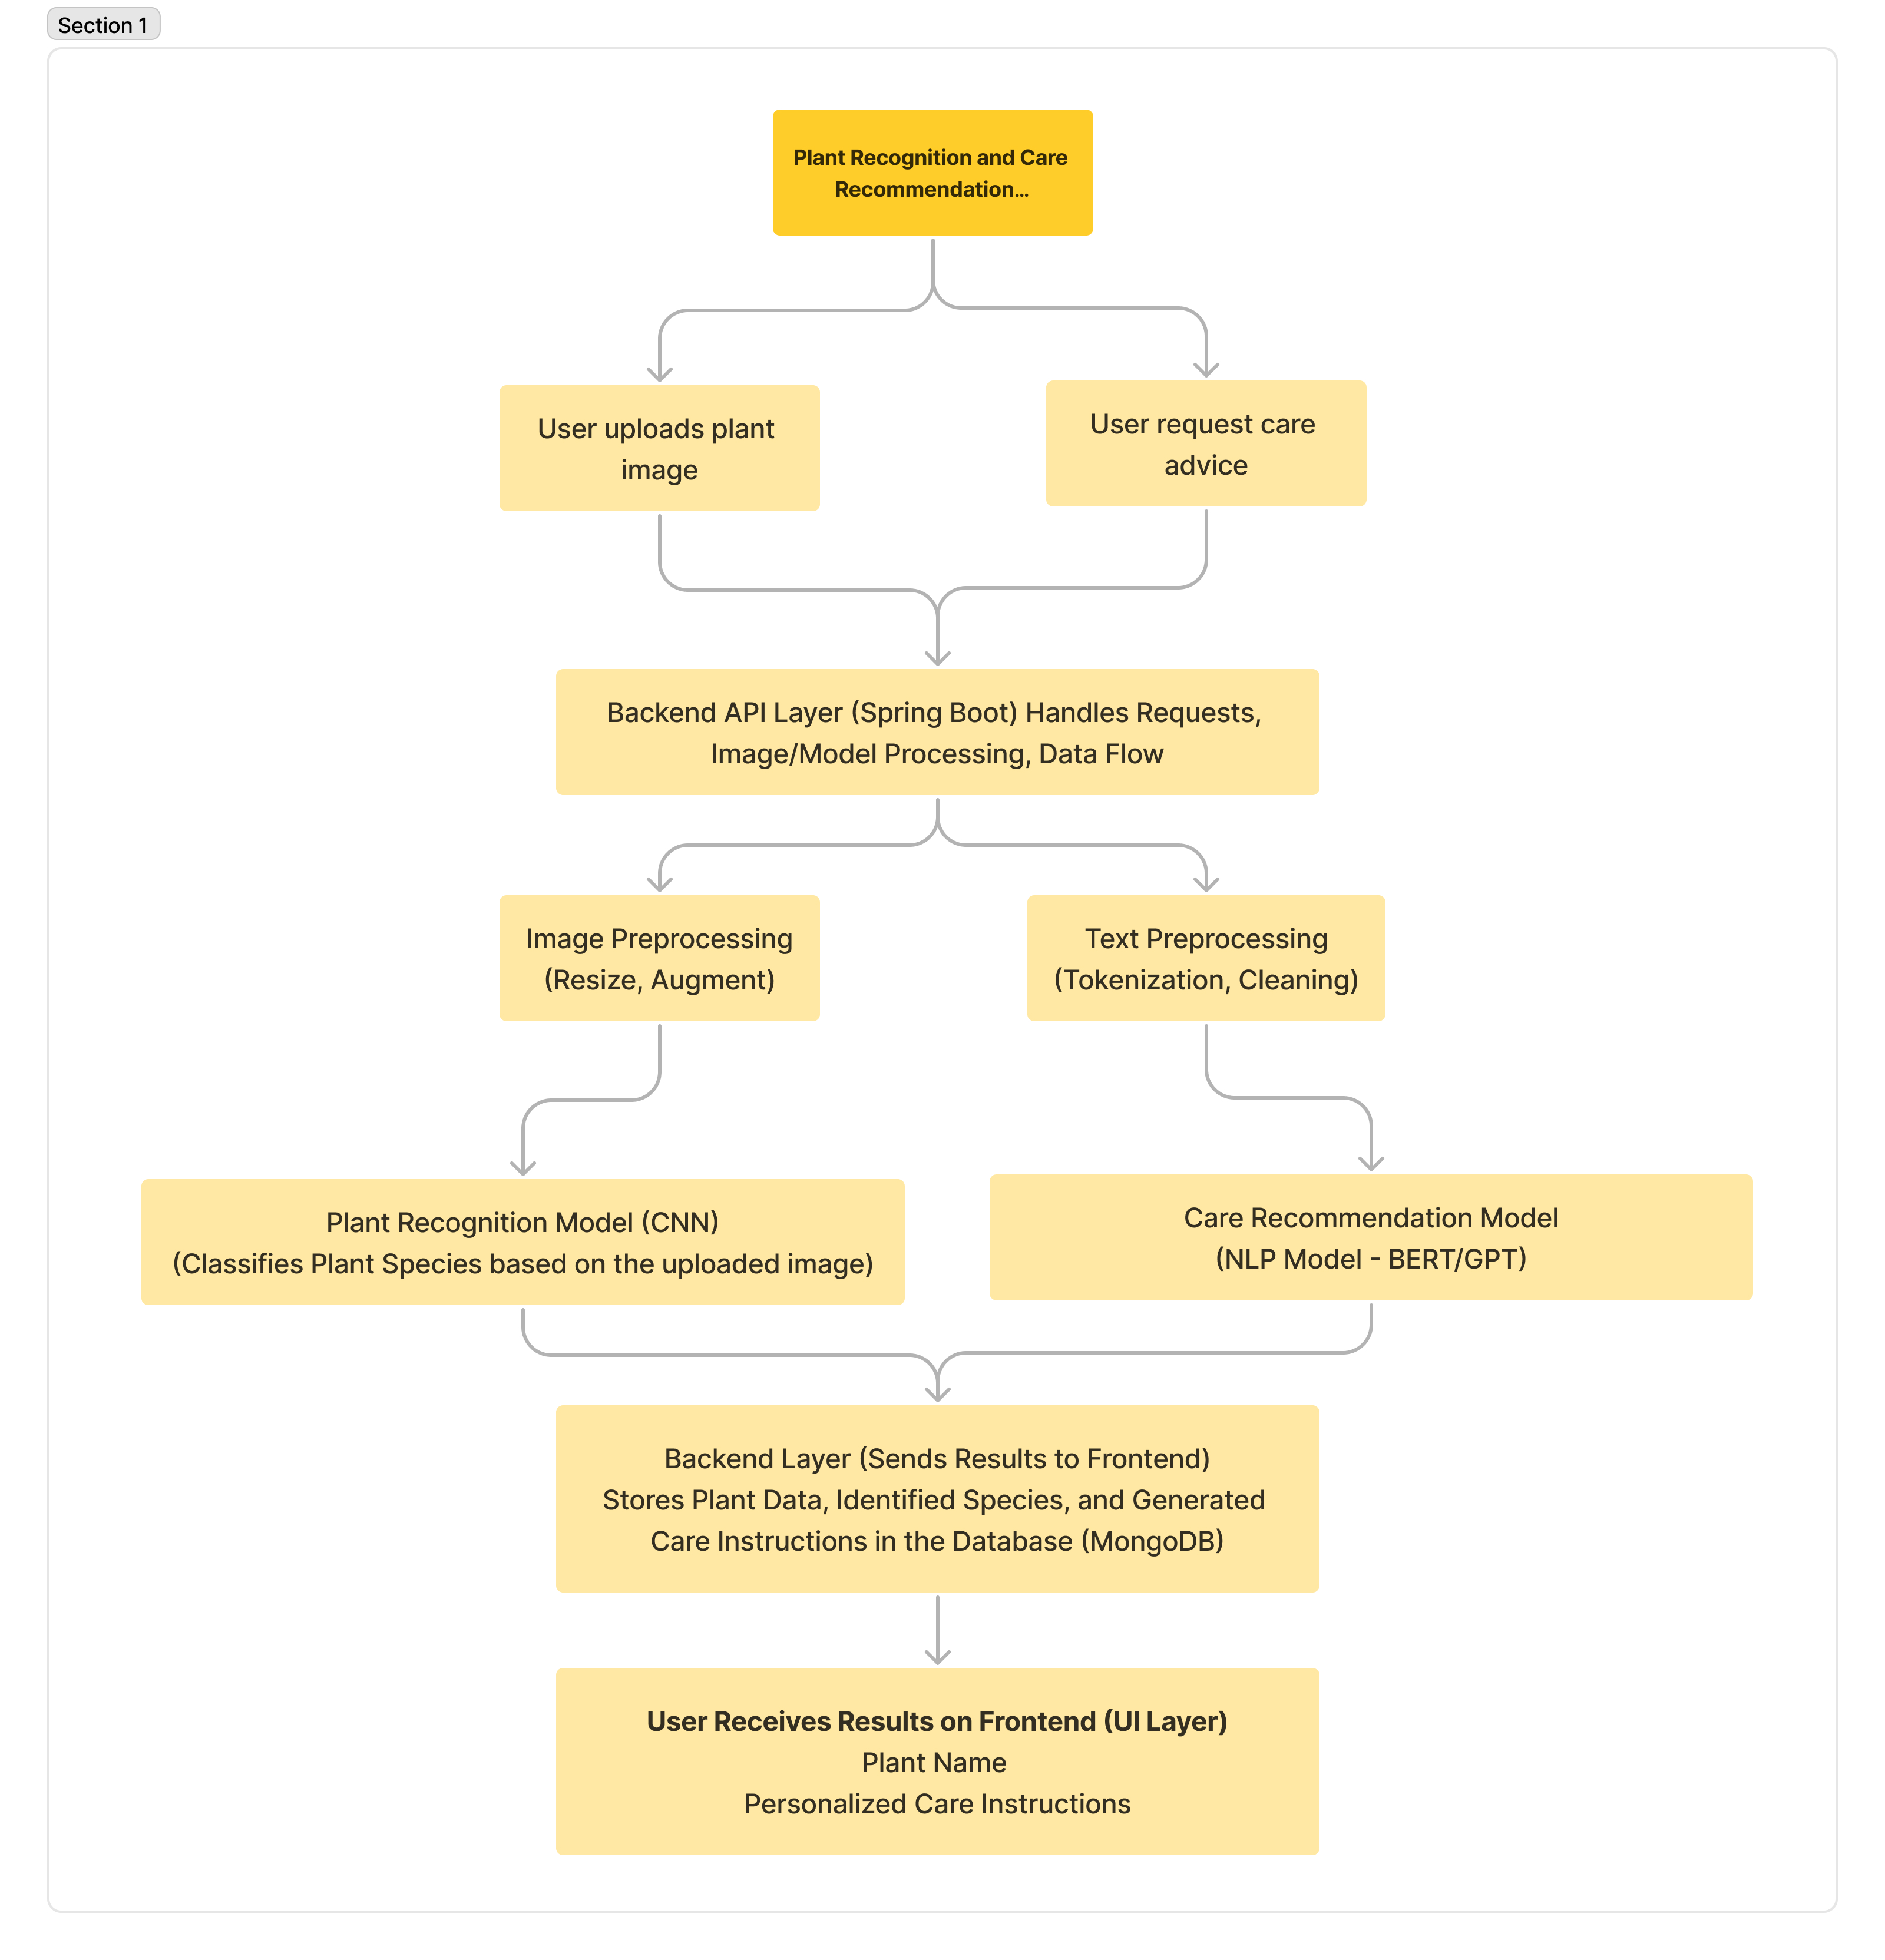 Section 1
Plant Recognition and Care
Recommendation...
User uploads plant
image
User request care
advice
Backend API Layer (Spring Boot) Handles Requests,
Image/Model Processing, Data Flow
Image Preprocessing
(Resize, Augment)
Text Preprocessing
(Tokenization, Cleaning)
Plant Recognition Model (CNN)
(Classifies Plant Species based on the uploaded image)
Care Recommendation Model
(NLP Model - BERT/GPT)
Backend Layer (Sends Results to Frontend)
Stores Plant Data, Identified Species, and Generated
Care Instructions in the Database (MongoDB)
User Receives Results on Frontend (UI Layer)
Plant Name
Personalized Care Instructions